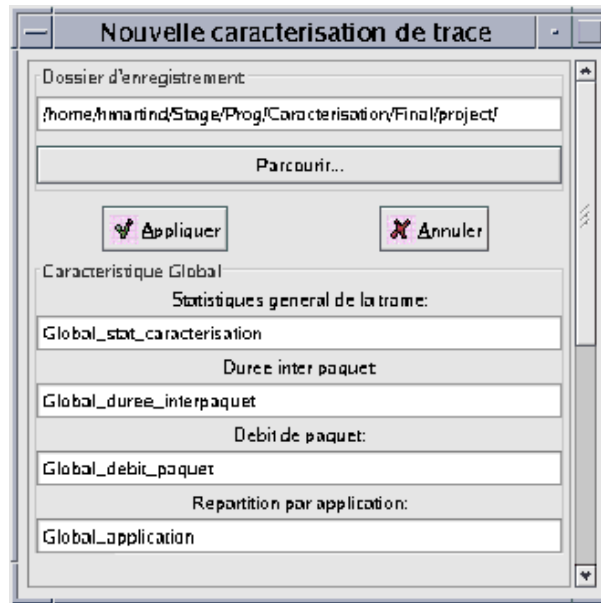 Nouvelle caracterisation de trace
Dossier d'enregistrement
/home/hmartind/Stage/Prog/Caracterisation/Final/project/
Parcourir...
Appliquer
Annuler
Caracteristique Global
Statistiques general de la trame:
Global_stat_caracterisation
Duree inter paquet
Global_duree_interpaquet
Debit de paquet:
Global_debit_paquet
Repartition par application:
Global_application